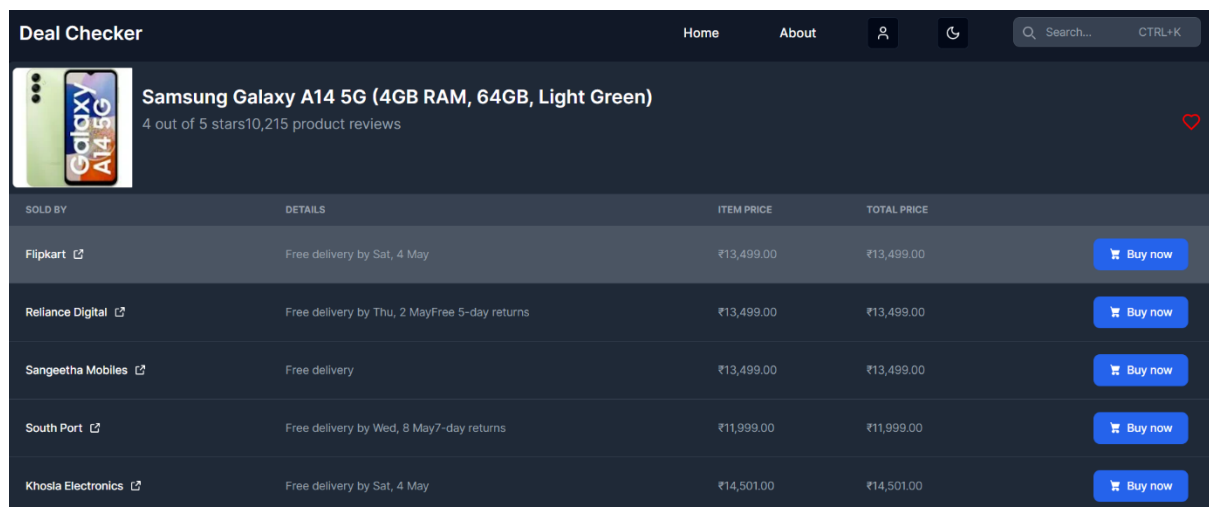 Deal Checker Home About Search... CTRL+K
Galaxy
A14 5G
Samsung Galaxy A14 5G (4GB RAM, 64GB, Light Green)
4 out of 5 stars10,215 product reviews
SOLD BY DETAILS ITEM PRICE TOTAL PRICE
Flipkart Free delivery by Sat, 4 May ₹13,499.00 ₹13,499.00 Buy now
Reliance Digital Free delivery by Thu, 2 MayFree 5-day returns ₹13,499.00 ₹13,499.00 Buy now
Sangeetha Mobiles Free delivery ₹13,499.00 ₹13,499.00 Buy now
South Port Free delivery by Wed, 8 May7-day returns ₹11,999.00 ₹11,999.00 Buy now
Khosla Electronics Free delivery by Sat, 4 May ₹14,501.00 ₹14,501.00 Buy now